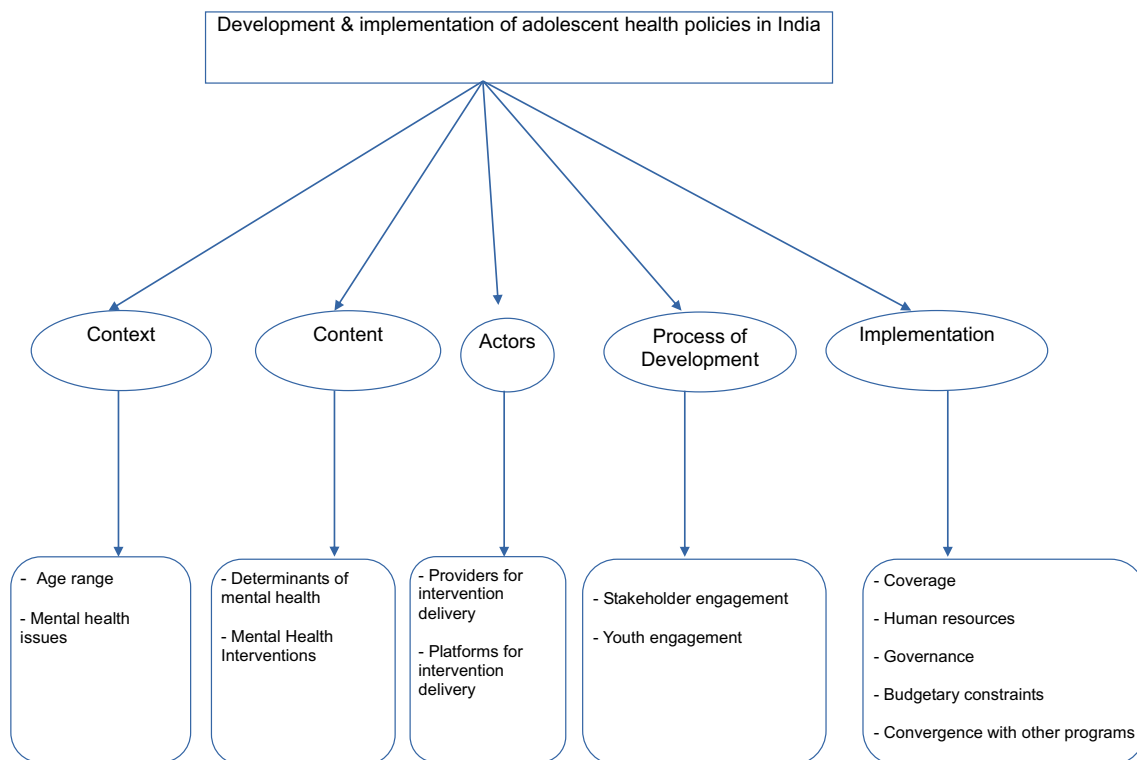 Development & implementation of adolescent health policies in India
Context
Content
Actors
Process of
Development
Implementation
- Age range
- Mental health
issues
- Determinants of
mental health
- Mental Health
Interventions
- Providers for
intervention
delivery
- Platforms for
intervention
delivery
- Stakeholder engagement
- Youth engagement
- Coverage
- Human resources
- Governance
- Budgetary constraints
- Convergence with other programs